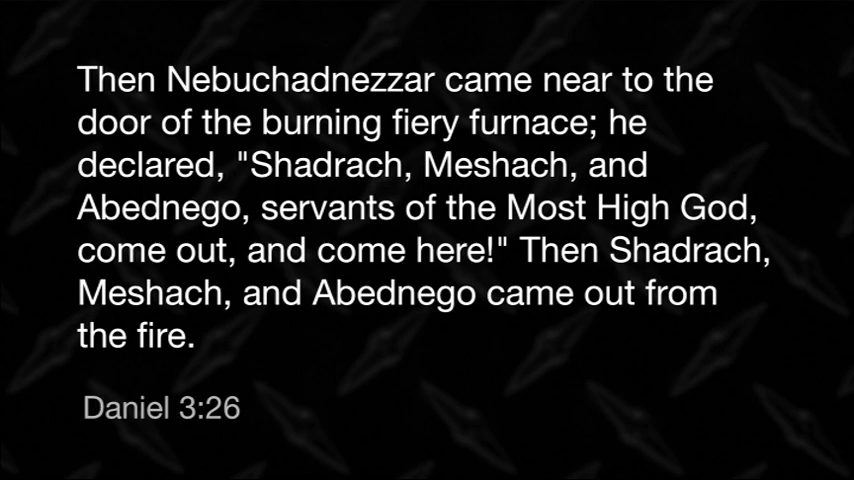 Then Nebuchadnezzar came near to the
door of the burning fiery furnace; he
declared, "Shadrach, Meshach, and
Abednego, servants of the Most High God,
come out, and come here!" Then Shadrach,
Meshach, and Abednego came out from
the fire.
Daniel 3:26